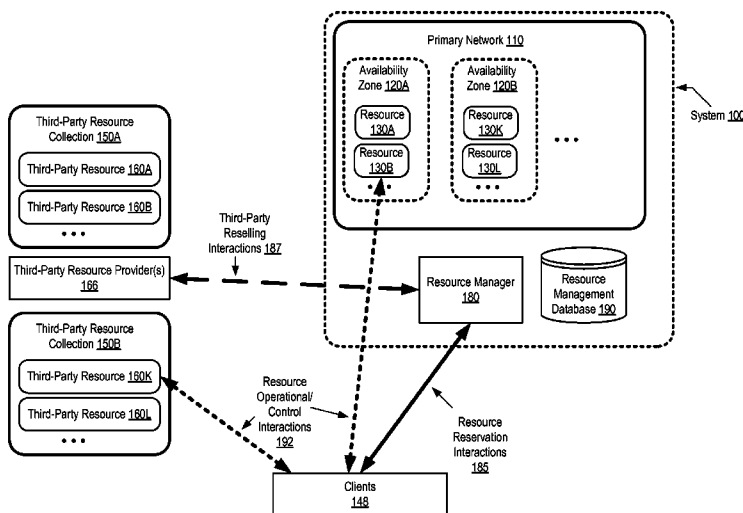 Primary Network 110
Availability
Zone 120A
Resource
130A
Resource
130B
• • •
Availability
Zone 120B
Resource
130K
Resource
130L
• • •
• • •
System 100
Third-Party Resource
Collection 150A
Third-Party Resource 160A
Third-Party Resource 160B
• • •
Third-Party
Reselling
Interactions 187
Third-Party Resource Provider(s)
166
Resource Manager
180
Resource
Management
Database 190
Third-Party Resource
Collection 150B
Third-Party Resource 160K
Third-Party Resource 160L
• • •
Resource
Operational/
Control
Interactions
192
Resource
Reservation
Interactions
185
Clients
148